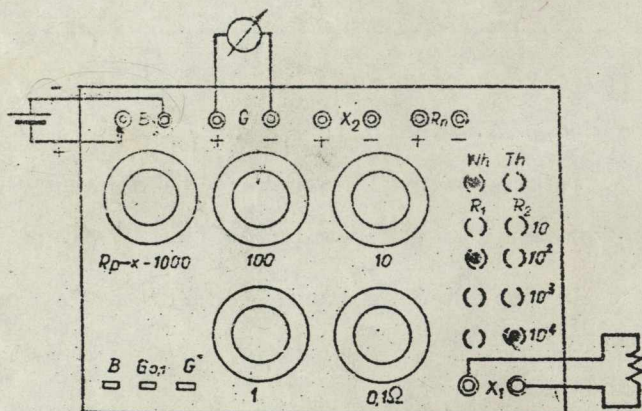 -
B G X₂ Rn
+ + - + - + -
Wh Th
R₁ R₂
10
10²
Rp-x-1000 100 10
10³
10⁴
B G₀,₁ G
1 0,1Ω X₁